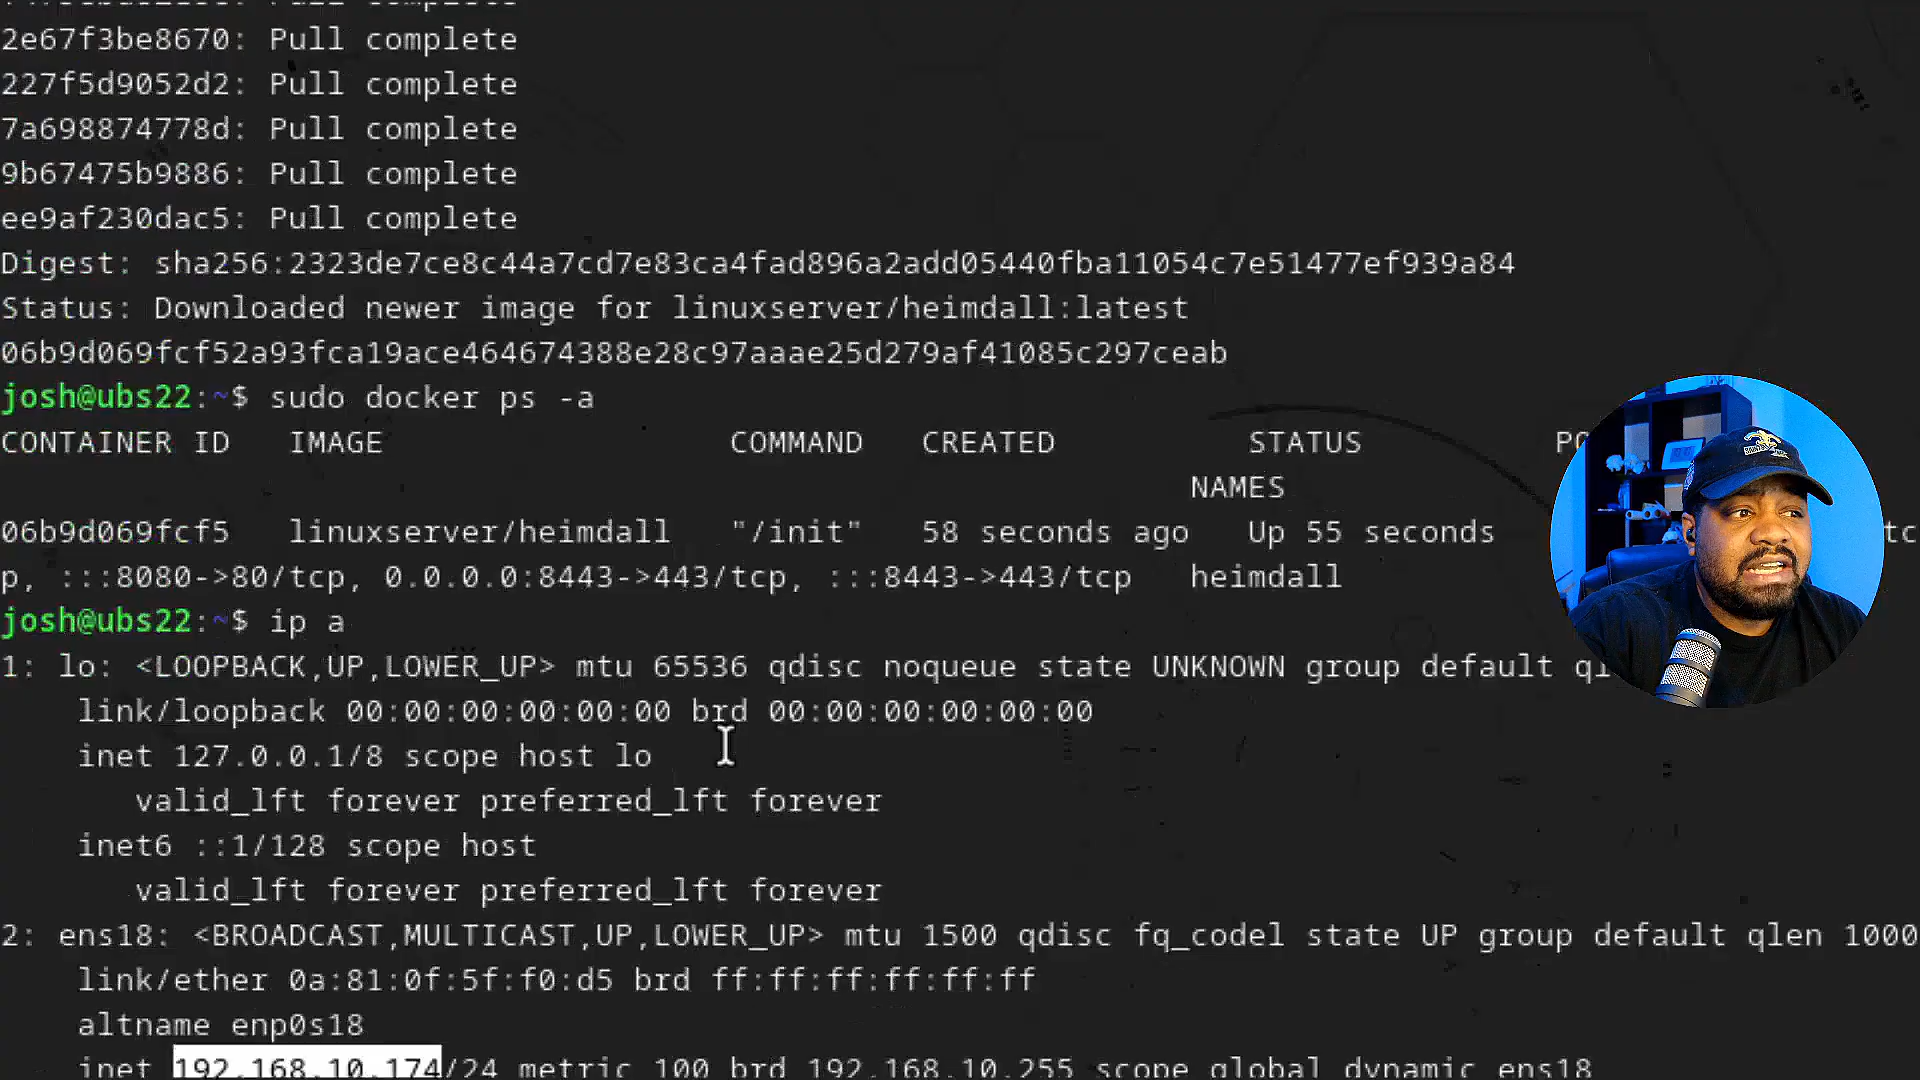 2e67f3be8670: Pull complete
227f5d9052d2: Pull complete
7a698874778d: Pull complete
9b67475b9886: Pull complete
ee9af230dac5: Pull complete
Digest: sha256:2323de7ce8c44a7cd7e83ca4fad896a2add05440fba11054c7e51477ef939a84
Status: Downloaded newer image for linuxserver/heimdall:latest
06b9d069fcf52a93fca19ace464674388e28c97aaae25d279af41085c297ceab
josh@ubs22:~$ sudo docker ps -a
CONTAINER ID IMAGE COMMAND CREATED STATUS PO
NAMES
06b9d069fcf5 linuxserver/heimdall "/init" 58 seconds ago Up 55 seconds tc
p, :::8080->80/tcp, 0.0.0.0:8443->443/tcp, :::8443->443/tcp heimdall
josh@ubs22:~$ ip a
1: lo: <LOOPBACK,UP,LOWER_UP> mtu 65536 qdisc noqueue state UNKNOWN group default ql
link/loopback 00:00:00:00:00:00 brd 00:00:00:00:00:00
inet 127.0.0.1/8 scope host lo
valid_lft forever preferred_lft forever
inet6 ::1/128 scope host
valid_lft forever preferred_lft forever
2: ens18: <BROADCAST,MULTICAST,UP,LOWER_UP> mtu 1500 qdisc fq_codel state UP group default qlen 1000
link/ether 0a:81:0f:5f:f0:d5 brd ff:ff:ff:ff:ff:ff
altname enp0s18
inet 192.168.10.174/24 metric 100 brd 192.168.10.255 scope global dynamic ens18